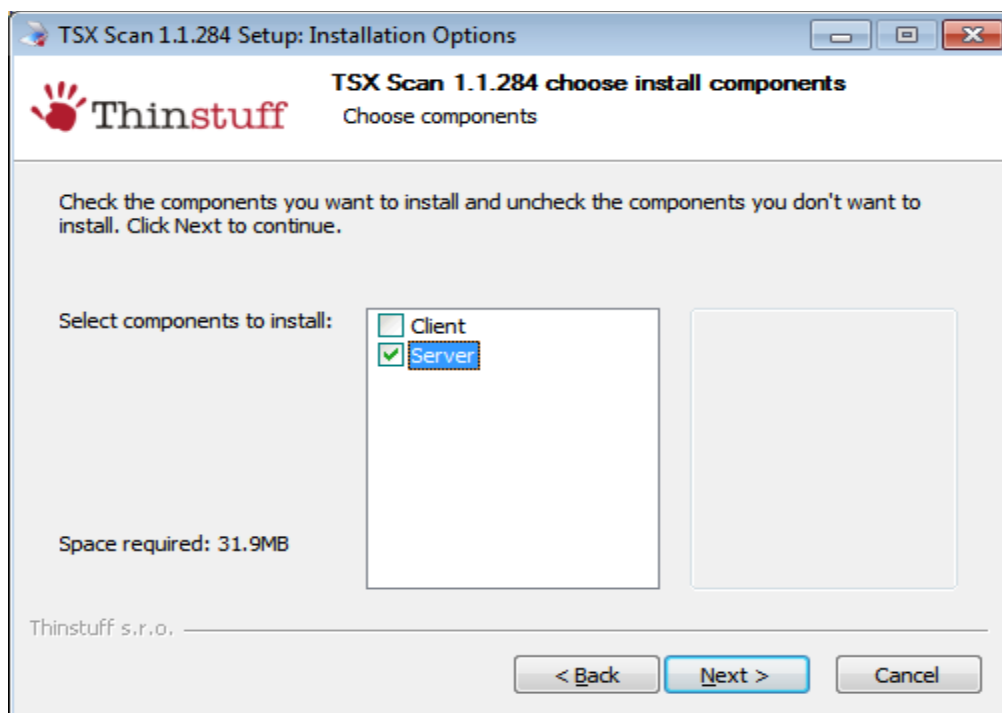 TSX Scan 1.1.284 Setup: Installation Options
Thinstuff
TSX Scan 1.1.284 choose install components
Choose components
Check the components you want to install and uncheck the components you don't want to
install. Click Next to continue.
Select components to install:
Client
Server
Space required: 31.9MB
Thinstuff s.r.o.
< Back
Next >
Cancel